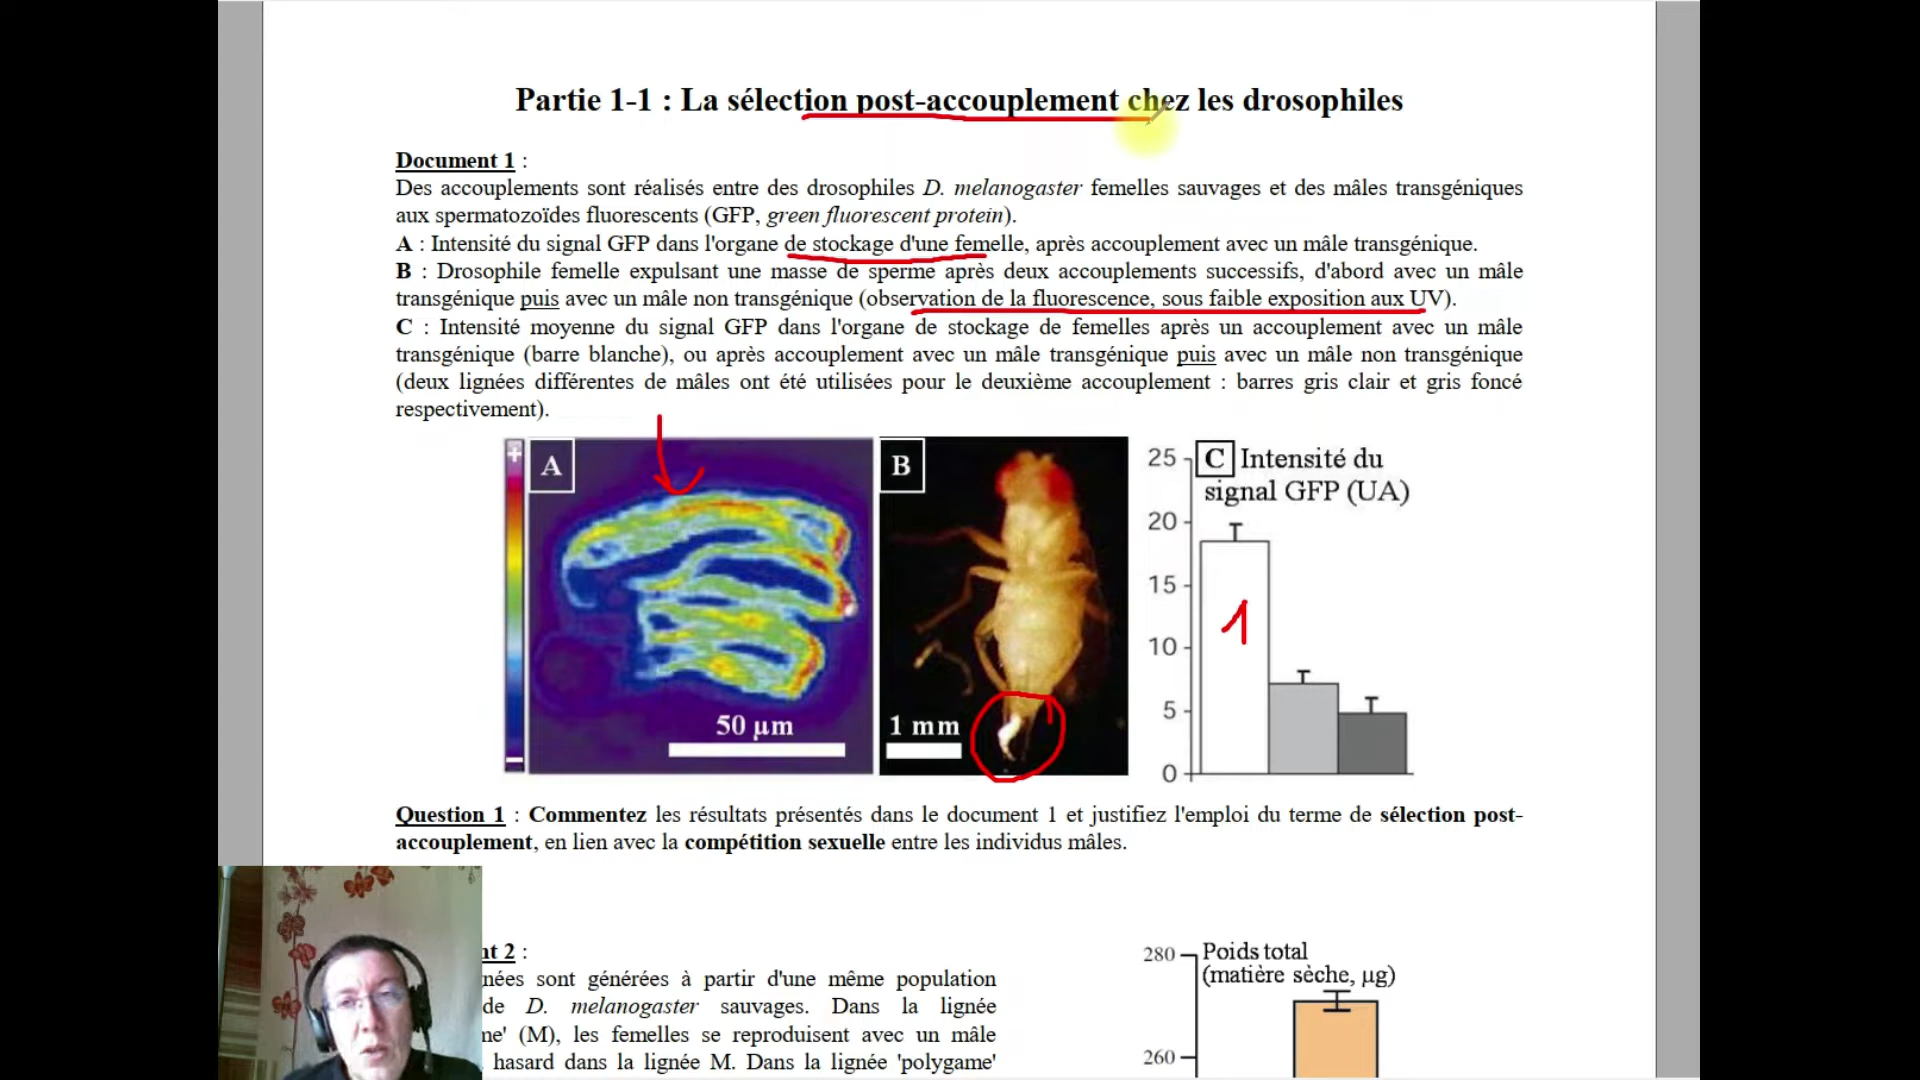 Partie 1-1 : La sélection post-accouplement chez les drosophiles
Document 1 :
Des accouplements sont réalisés entre des drosophiles D. melanogaster femelles sauvages et des mâles transgéniques
aux spermatozoïdes fluorescents (GFP, green fluorescent protein).
A : Intensité du signal GFP dans l'organe de stockage d'une femelle, après accouplement avec un mâle transgénique.
B : Drosophile femelle expulsant une masse de sperme après deux accouplements successifs, d'abord avec un mâle
transgénique puis avec un mâle non transgénique (observation de la fluorescence, sous faible exposition aux UV).
C : Intensité moyenne du signal GFP dans l'organe de stockage de femelles après un accouplement avec un mâle
transgénique (barre blanche), ou après accouplement avec un mâle transgénique puis avec un mâle non transgénique
(deux lignées différentes de mâles ont été utilisées pour le deuxième accouplement : barres gris clair et gris foncé
respectivement).
+
A
50 µm
B
1 mm
C Intensité du
signal GFP (UA)
25
20
15
10
5
0
1
Question 1 : Commentez les résultats présentés dans le document 1 et justifiez l'emploi du terme de sélection post-
accouplement, en lien avec la compétition sexuelle entre les individus mâles.
nt 2 :
nées sont générées à partir d'une même population
de D. melanogaster sauvages. Dans la lignée
me' (M), les femelles se reproduisent avec un mâle
hasard dans la lignée M. Dans la lignée 'polygame'
280
Poids total
(matière sèche, µg)
260